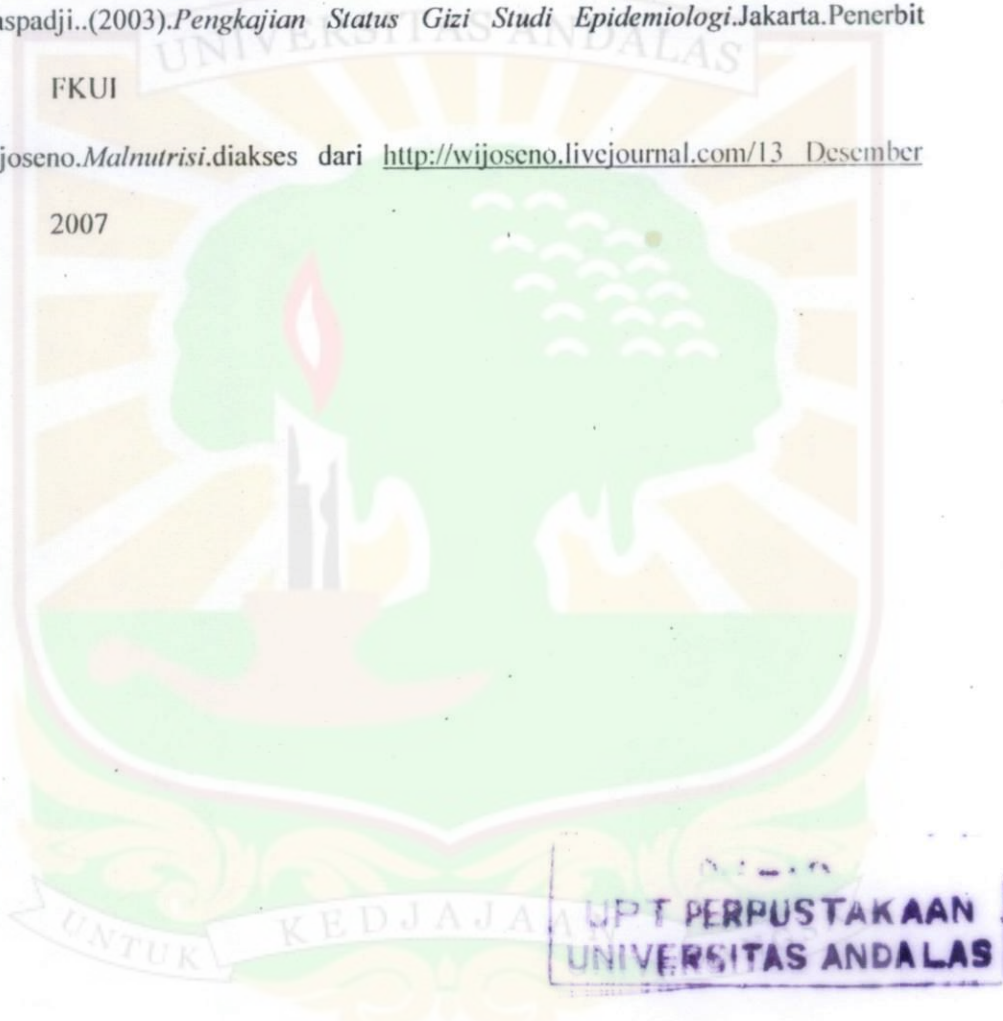 aspadji..(2003).Pengkajian Status Gizi Studi Epidemiologi.Jakarta.Penerbit
UNIVERSITAS ANDALAS
FKUI
joseno.Malnutrisi.diakses dari http://wijoseno.livejournal.com/13 Desember
2007
UNTUK KEDJAJAAN
UPT PERPUSTAKAAN
UNIVERSITAS ANDALAS